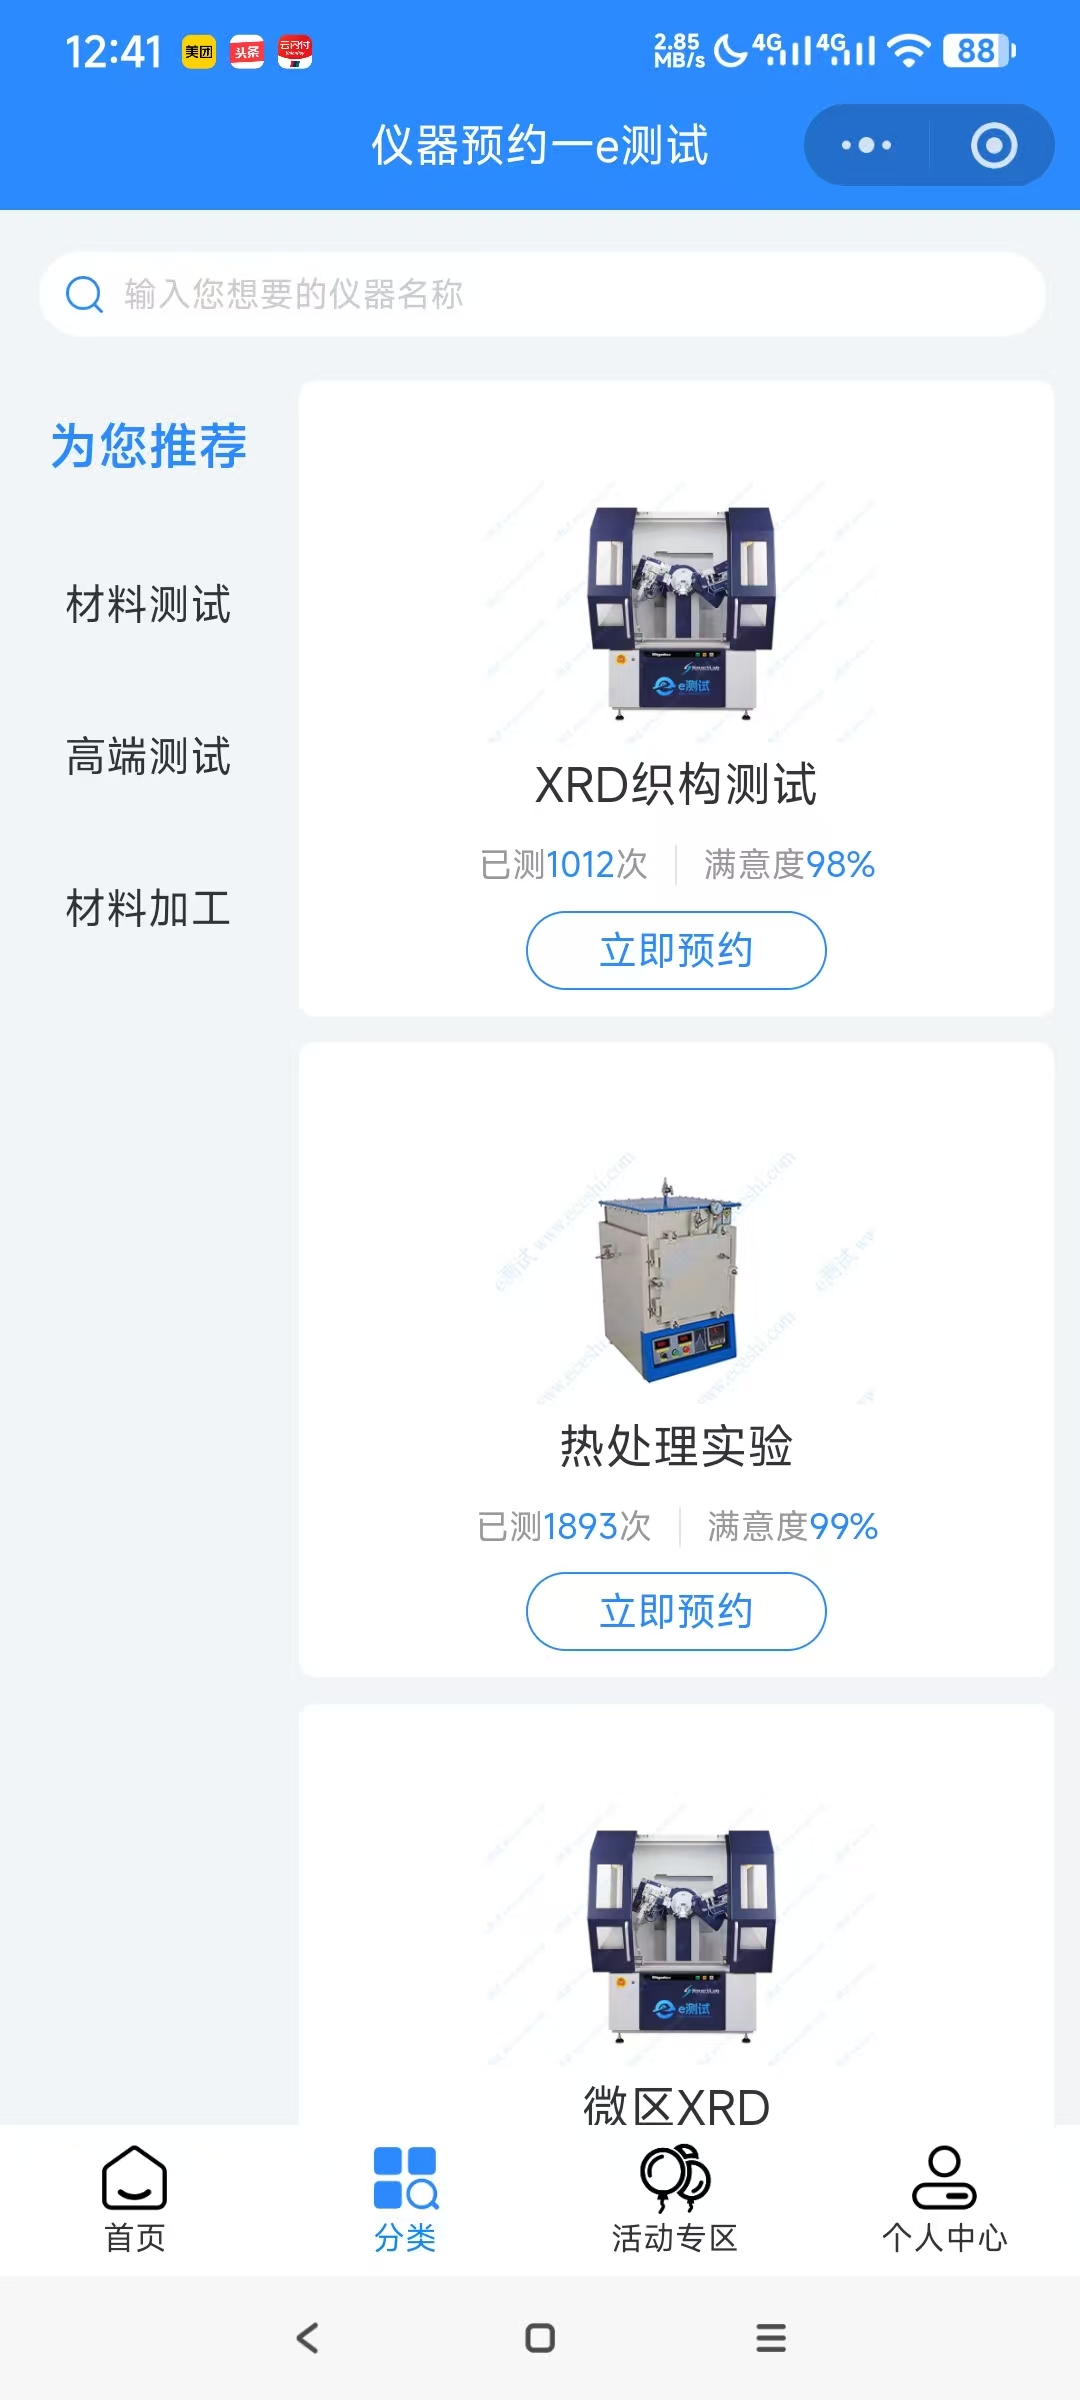 12:41
美团
头条
云闪付
2.85
MB/s
4G
4G
88
仪器预约—e测试
输入您想要的仪器名称
为您推荐
材料测试
高端测试
材料加工
e测试
XRD织构测试
已测1012次
满意度98%
立即预约
e测试 www.eceshi.com
热处理实验
已测1893次
满意度99%
立即预约
e测试
微区XRD
首页
分类
活动专区
个人中心